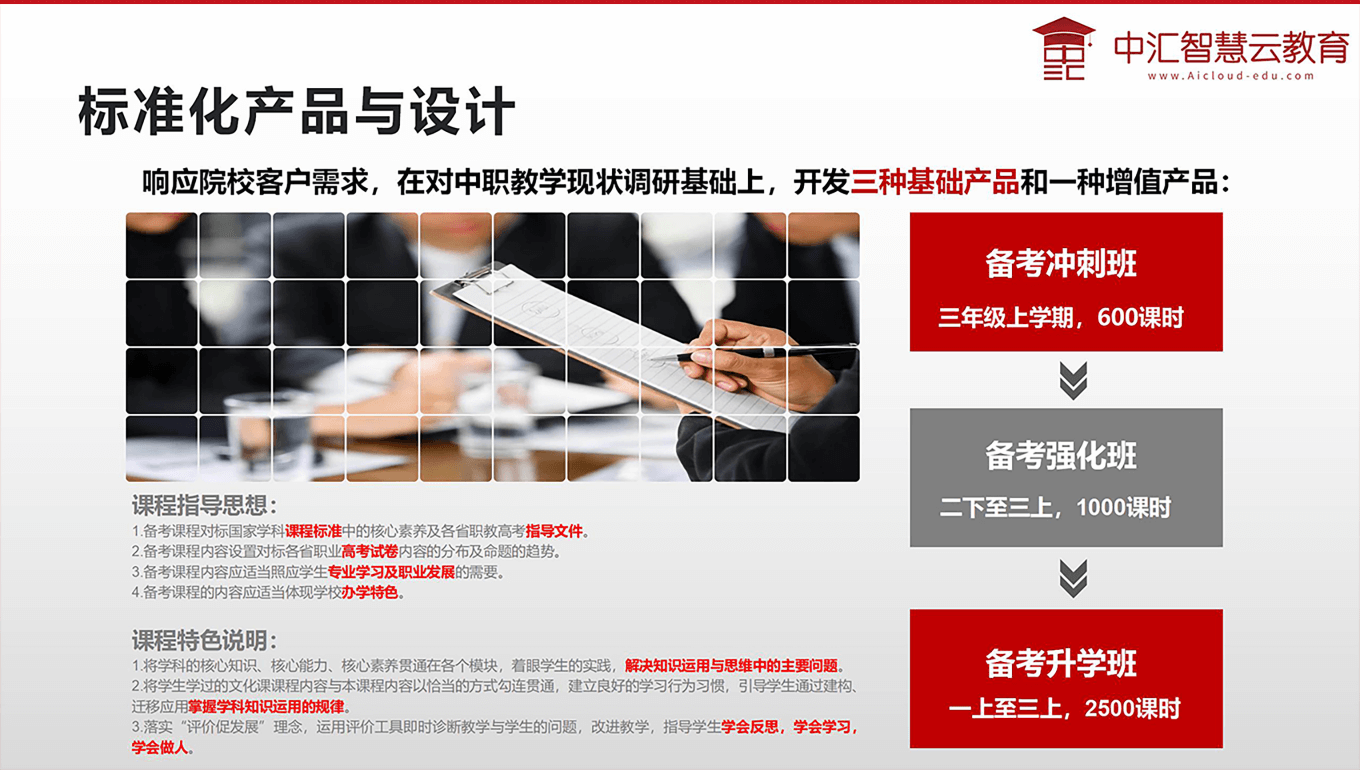 中汇智慧云教育
www.Aicloud-edu.com
标准化产品与设计
响应院校客户需求，在对中职教学现状调研基础上，开发三种基础产品和一种增值产品：
备考冲刺班
三年级上学期，600课时
备考强化班
二下至三上，1000课时
备考升学班
一上至三上，2500课时
课程指导思想：
1.备考课程对标国家学科课程标准中的核心素养及各省职教高考指导文件。
2.备考课程内容设置对标各省职业高考试卷内容的分布及命题的趋势。
3.备考课程内容应适当照应学生专业学习及职业发展的需要。
4.备考课程的内容应适当体现学校办学特色。
课程特色说明：
1.将学科的核心知识、核心能力、核心素养贯通在各个模块，着眼学生的实践，解决知识运用与思维中的主要问题。
2.将学生学过的文化课课程内容与本课程内容以恰当的方式勾连贯通，建立良好的学习行为习惯，引导学生通过建构、
迁移应用掌握学科知识运用的规律。
3.落实“评价促发展”理念，运用评价工具即时诊断教学与学生的问题，改进教学，指导学生学会反思，学会学习，
学会做人。